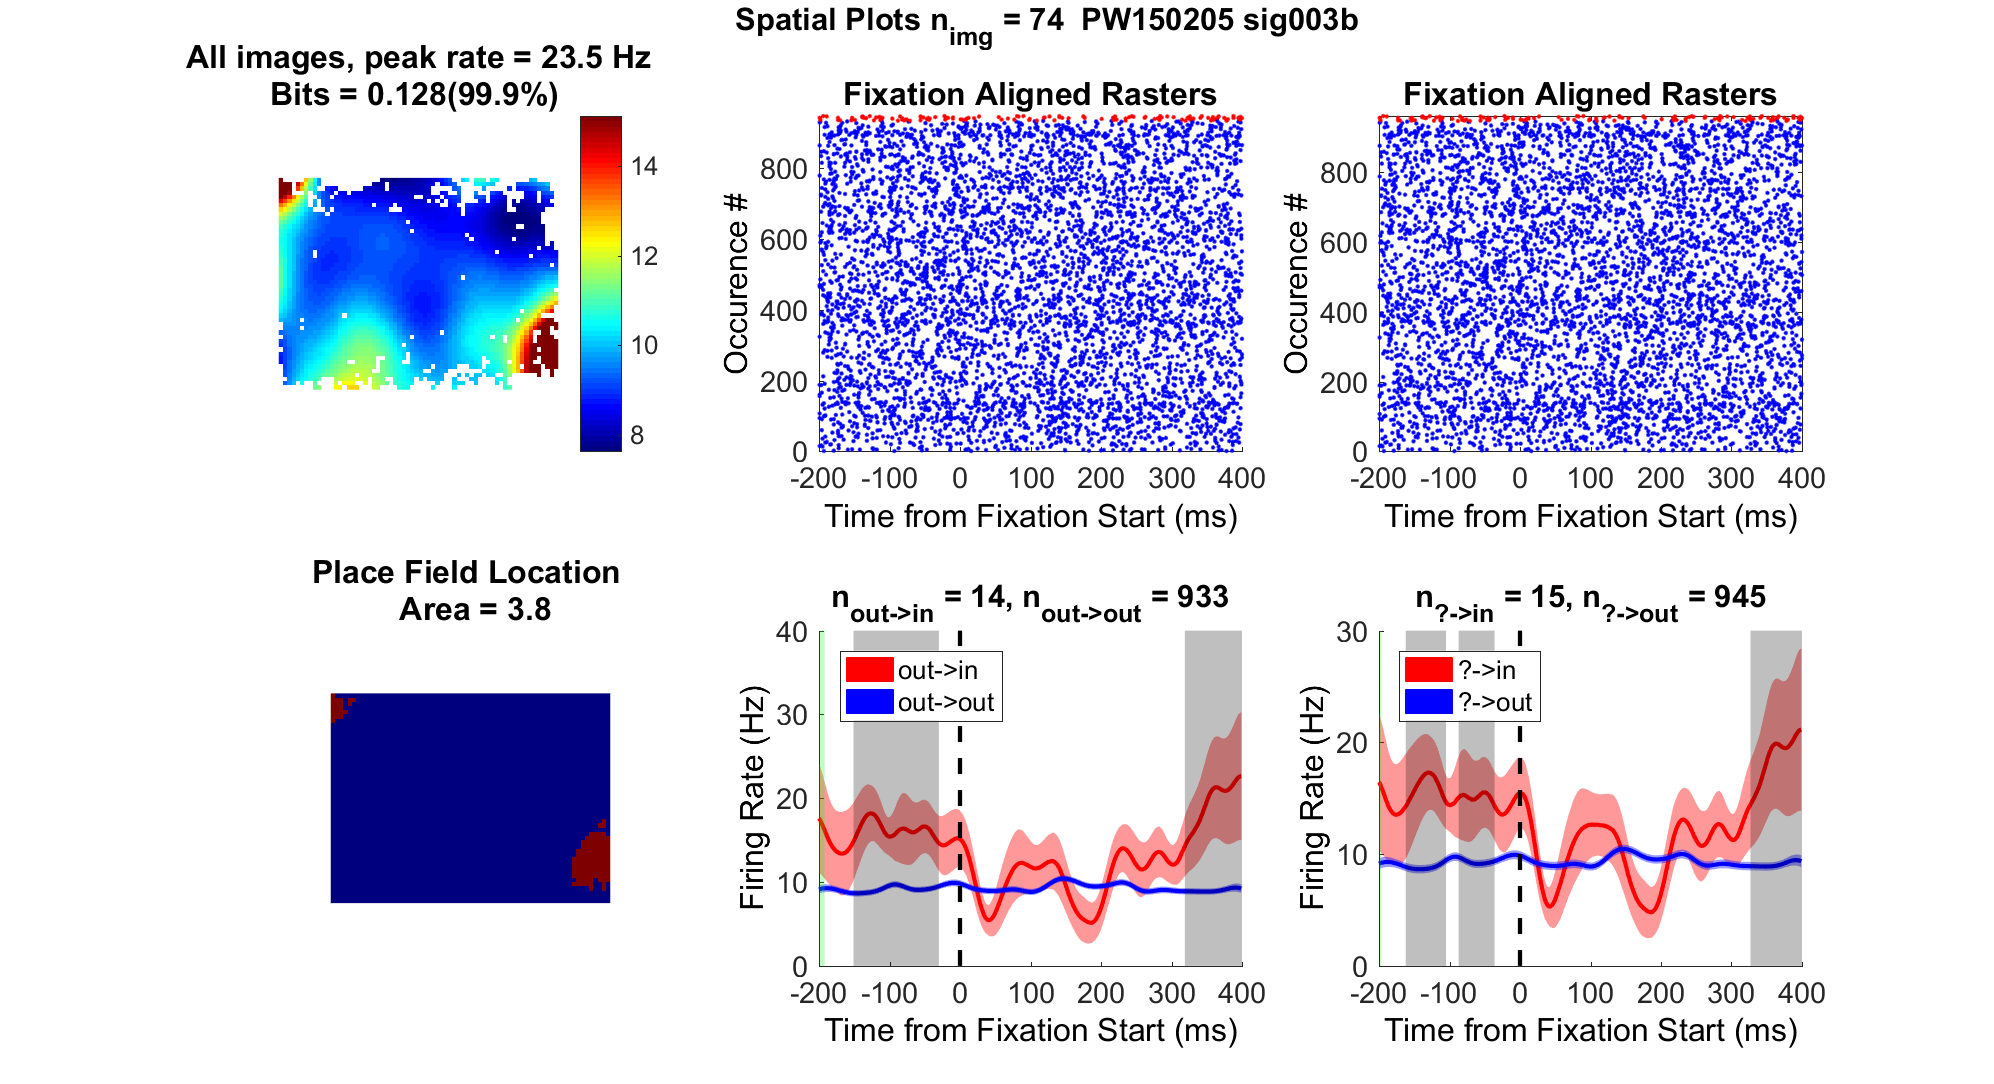 Spatial Plots nimg = 74 PW150205 sig003b
All images, peak rate = 23.5 Hz
Bits = 0.128(99.9%)
14
12
10
8
Fixation Aligned Rasters
Occurence #
800
600
400
200
0
-200 -100 0 100 200 300 400
Time from Fixation Start (ms)
Fixation Aligned Rasters
Occurence #
800
600
400
200
0
-200 -100 0 100 200 300 400
Time from Fixation Start (ms)
Place Field Location
Area = 3.8
nout->in = 14, nout->out = 933
Firing Rate (Hz)
40
30
20
10
0
out->in
out->out
-200 -100 0 100 200 300 400
Time from Fixation Start (ms)
n?->in = 15, n?->out = 945
Firing Rate (Hz)
30
20
10
0
?->in
?->out
-200 -100 0 100 200 300 400
Time from Fixation Start (ms)